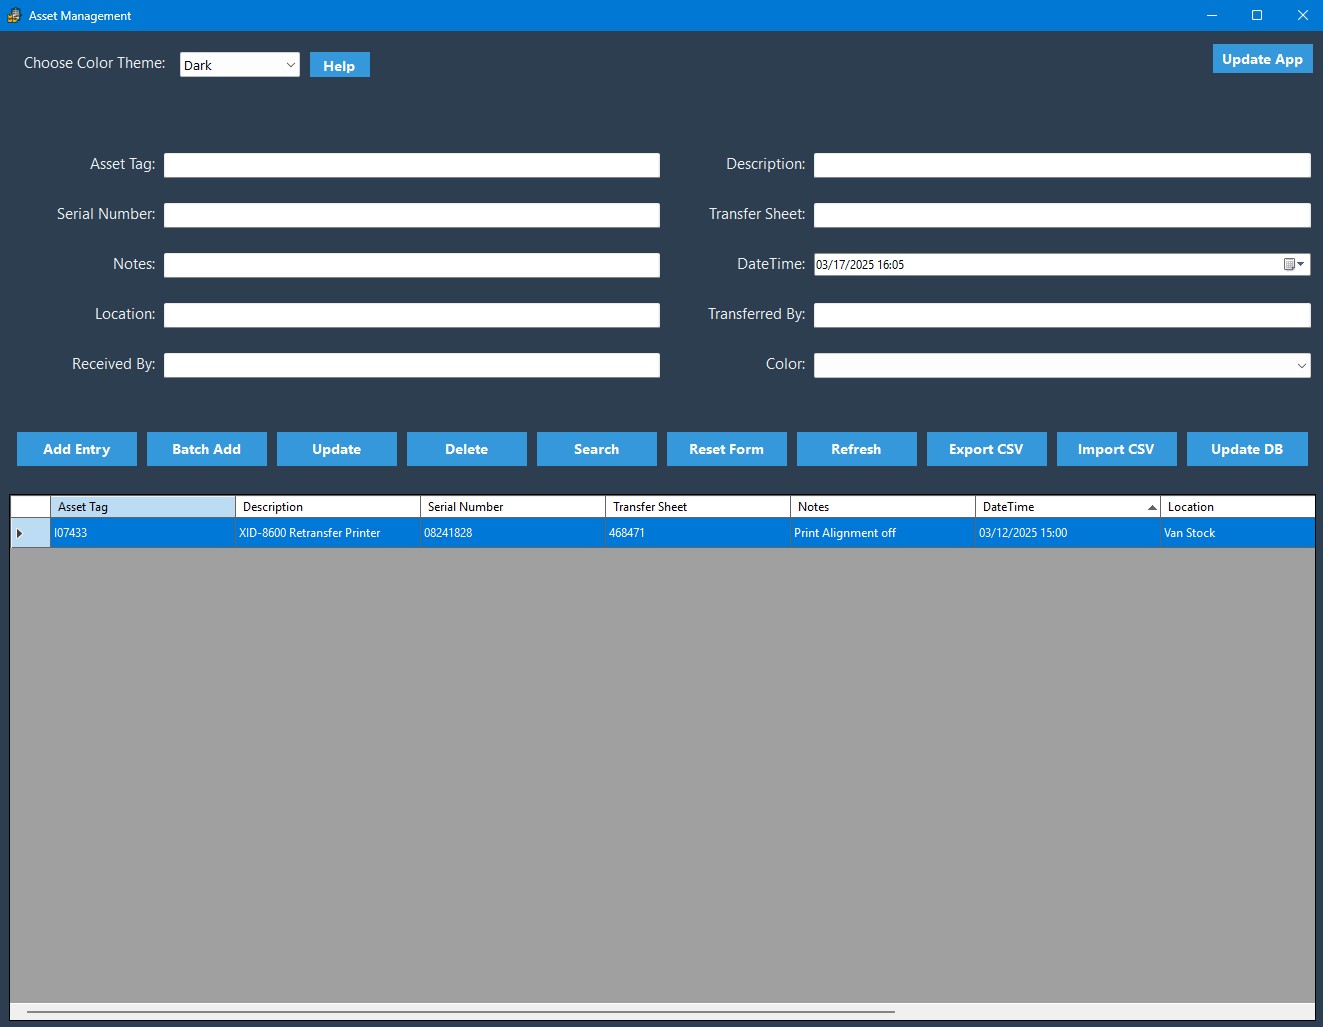 Asset Management
Choose Color Theme: Dark Help Update App
Asset Tag: Description:
Serial Number: Transfer Sheet:
Notes: DateTime: 03/17/2025 16:05
Location: Transferred By:
Received By: Color:
Add Entry Batch Add Update Delete Search Reset Form Refresh Export CSV Import CSV Update DB
Asset Tag Description Serial Number Transfer Sheet Notes DateTime Location
I07433 XID-8600 Retransfer Printer 08241828 468471 Print Alignment off 03/12/2025 15:00 Van Stock